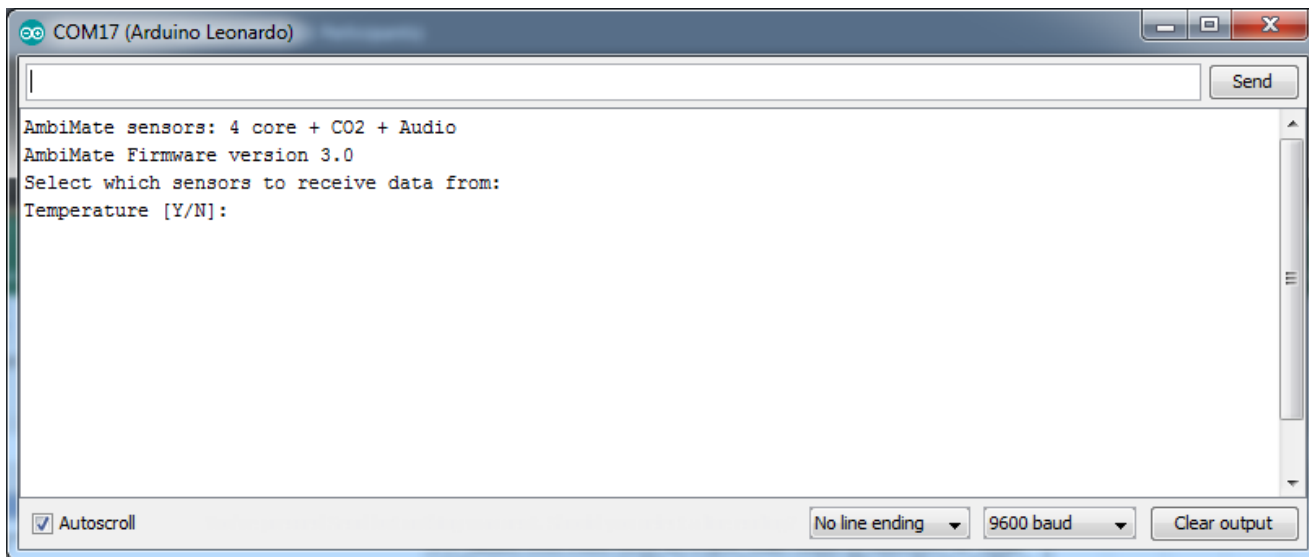 COM17 (Arduino Leonardo)
Send
AmbiMate sensors: 4 core + CO2 + Audio
AmbiMate Firmware version 3.0
Select which sensors to receive data from:
Temperature [Y/N]:
Autoscroll
No line ending
9600 baud
Clear output